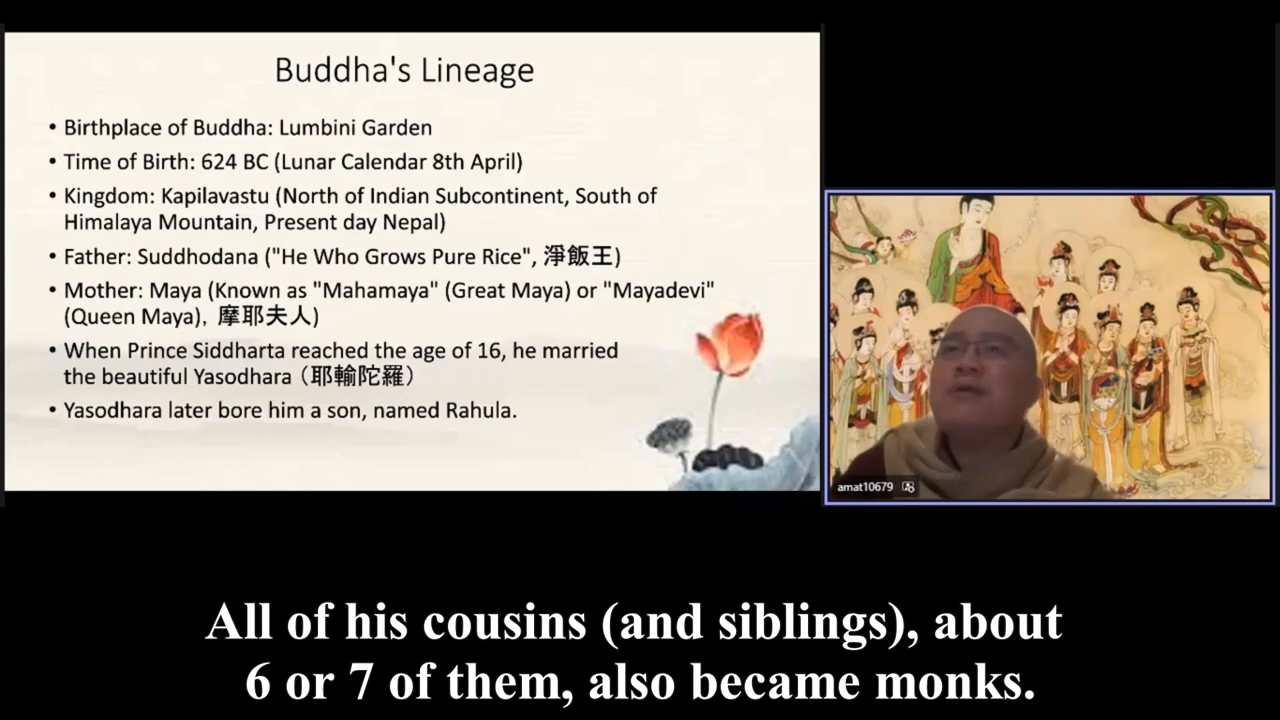 Buddha's Lineage
• Birthplace of Buddha: Lumbini Garden
• Time of Birth: 624 BC (Lunar Calendar 8th April)
• Kingdom: Kapilavastu (North of Indian Subcontinent, South of
Himalaya Mountain, Present day Nepal)
• Father: Suddhodana ("He Who Grows Pure Rice", 淨飯王)
• Mother: Maya (Known as "Mahamaya" (Great Maya) or "Mayadevi"
(Queen Maya), 摩耶夫人)
• When Prince Siddharta reached the age of 16, he married
the beautiful Yasodhara（耶輸陀羅）
• Yasodhara later bore him a son, named Rahula.
amat10679
All of his cousins (and siblings), about
6 or 7 of them, also became monks.